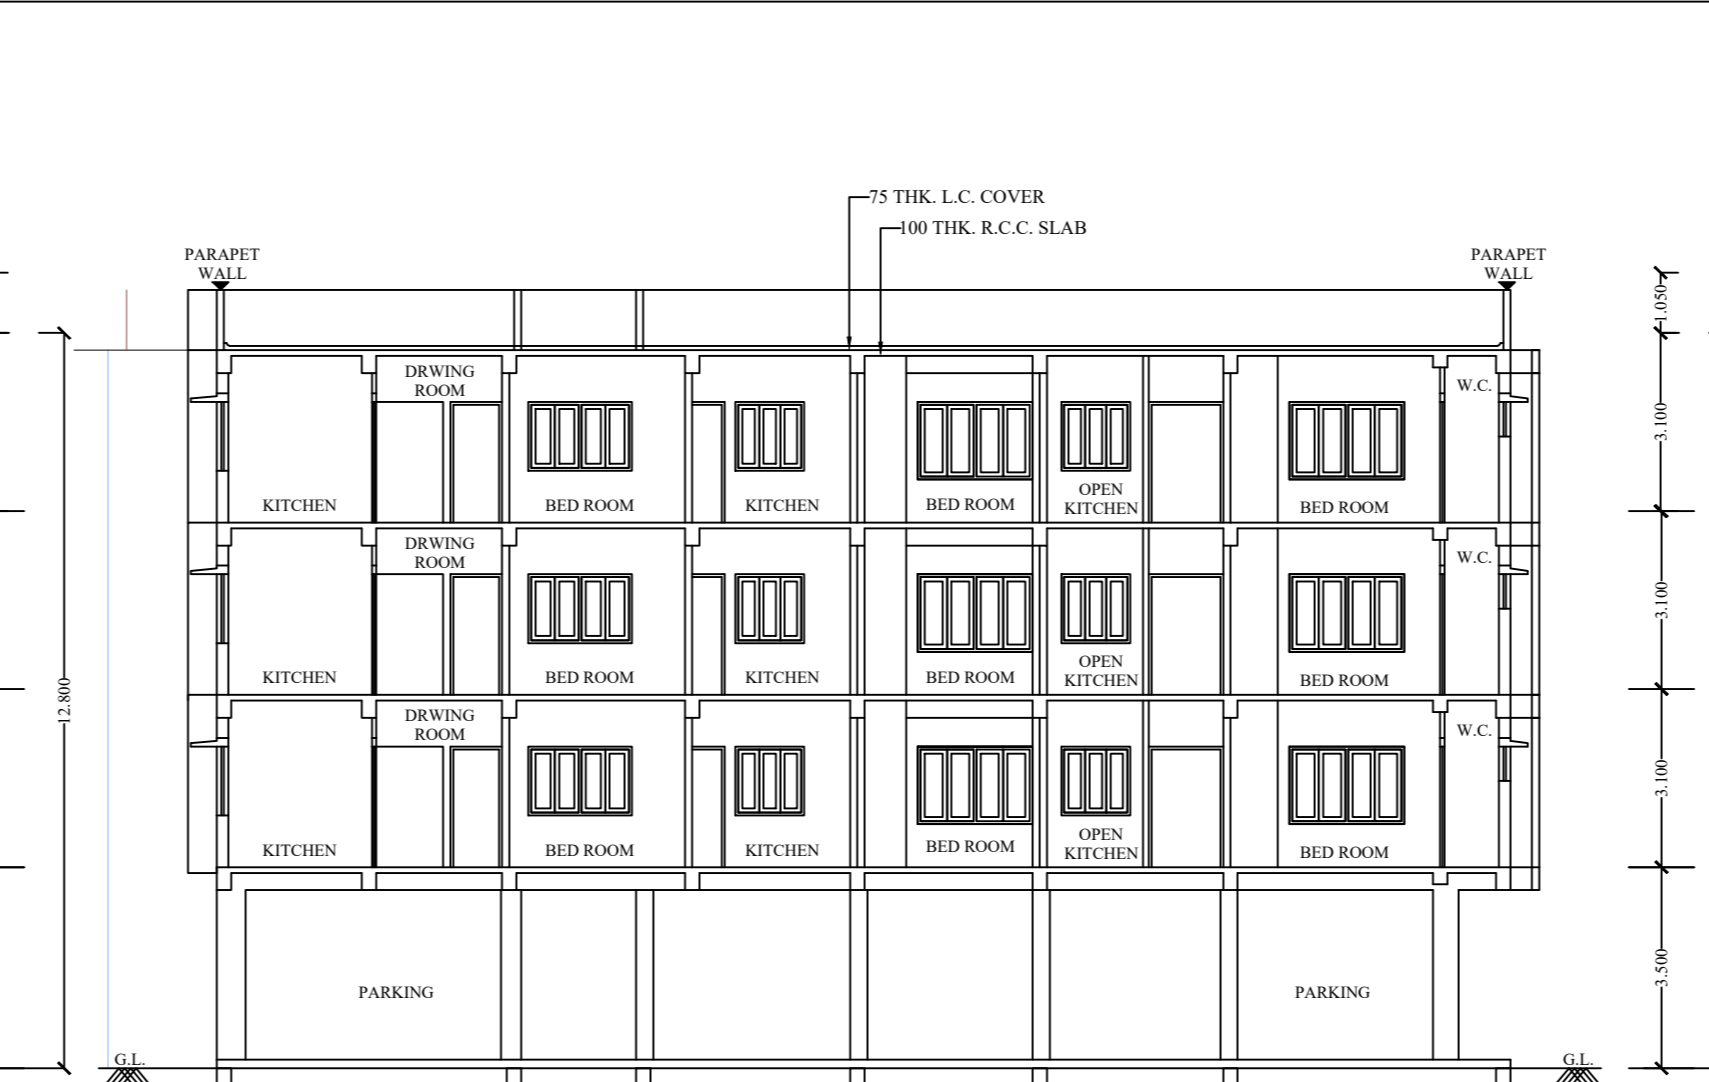 75 THK. L.C. COVER
100 THK. R.C.C. SLAB
PARAPET
WALL
PARAPET
WALL
1.050
DRWING
ROOM
W.C.
3.100
KITCHEN
BED ROOM
KITCHEN
BED ROOM
OPEN
KITCHEN
BED ROOM
DRWING
ROOM
W.C.
3.100
KITCHEN
BED ROOM
KITCHEN
BED ROOM
OPEN
KITCHEN
BED ROOM
12.800
DRWING
ROOM
W.C.
3.100
KITCHEN
BED ROOM
KITCHEN
BED ROOM
OPEN
KITCHEN
BED ROOM
3.500
PARKING
PARKING
G.L.
G.L.